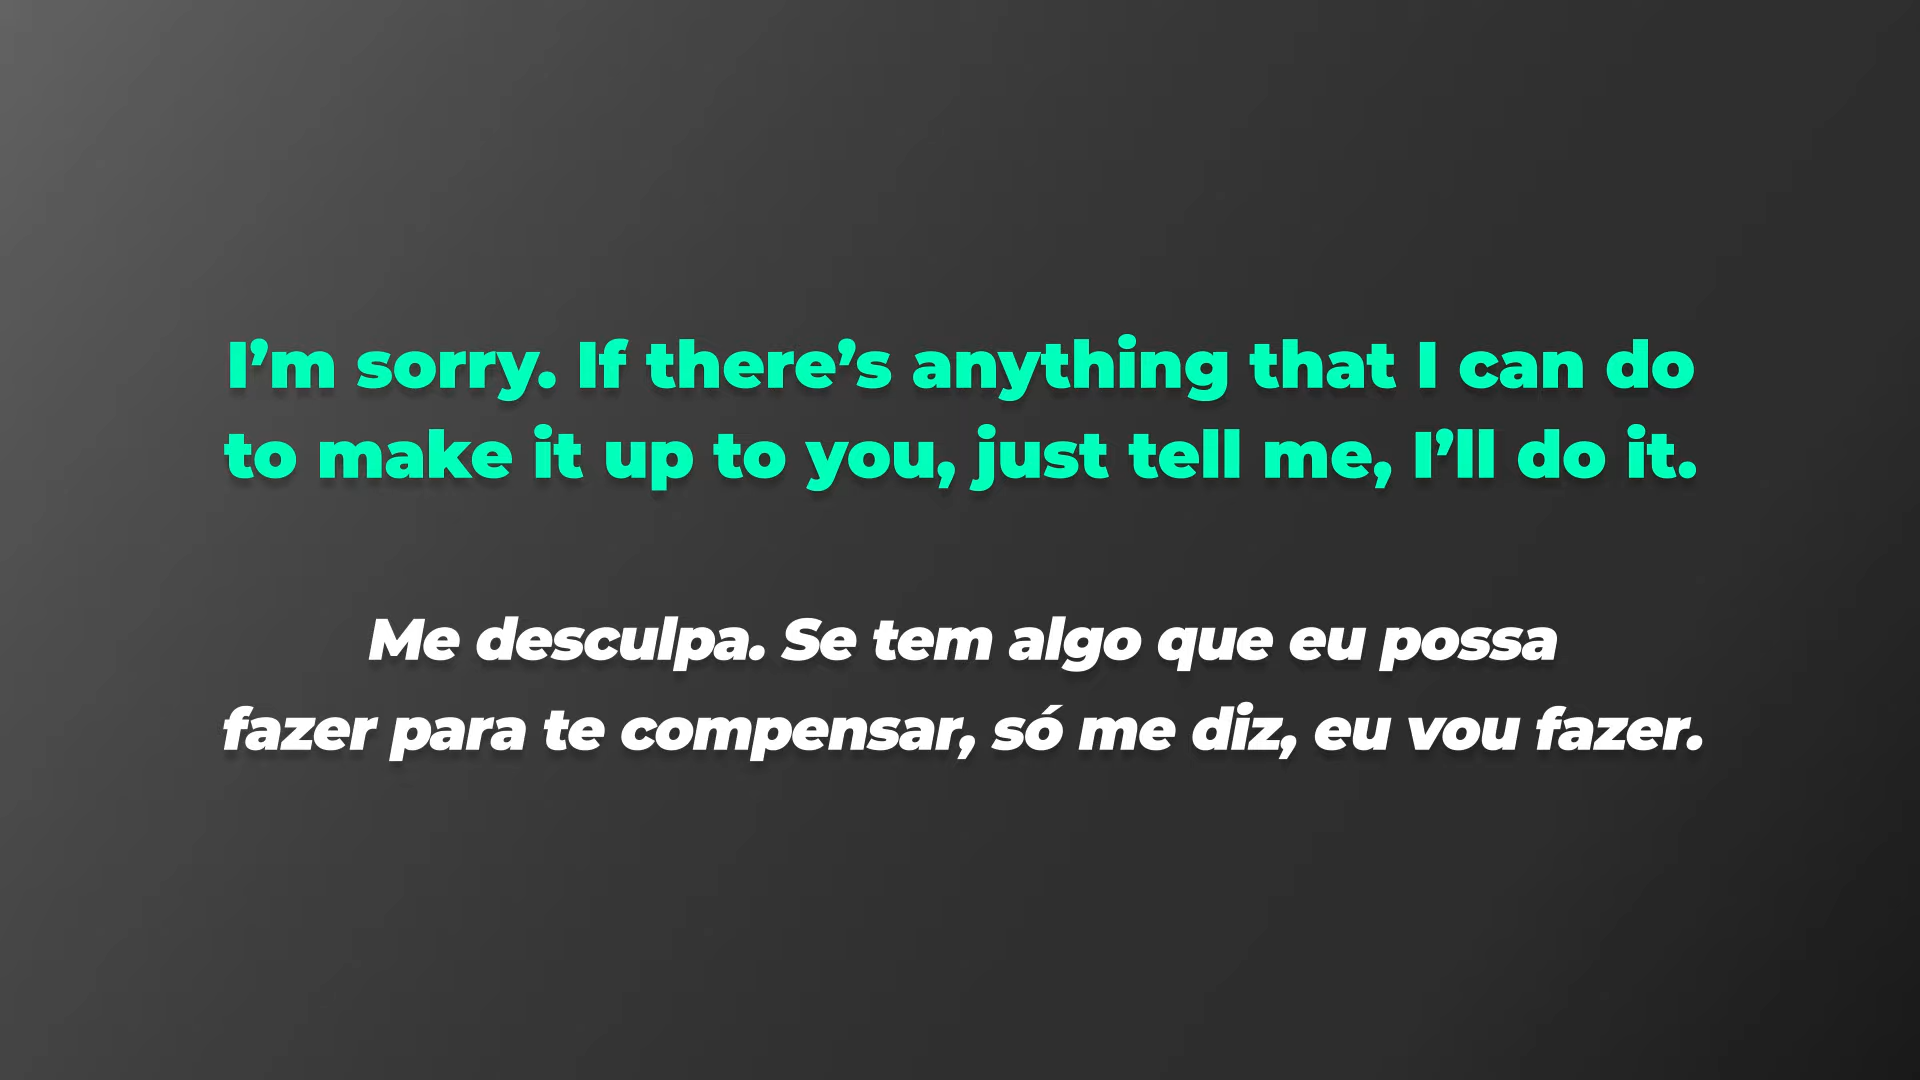 I’m sorry. If there’s anything that I can do
to make it up to you, just tell me, I’ll do it.
Me desculpa. Se tem algo que eu possa
fazer para te compensar, só me diz, eu vou fazer.